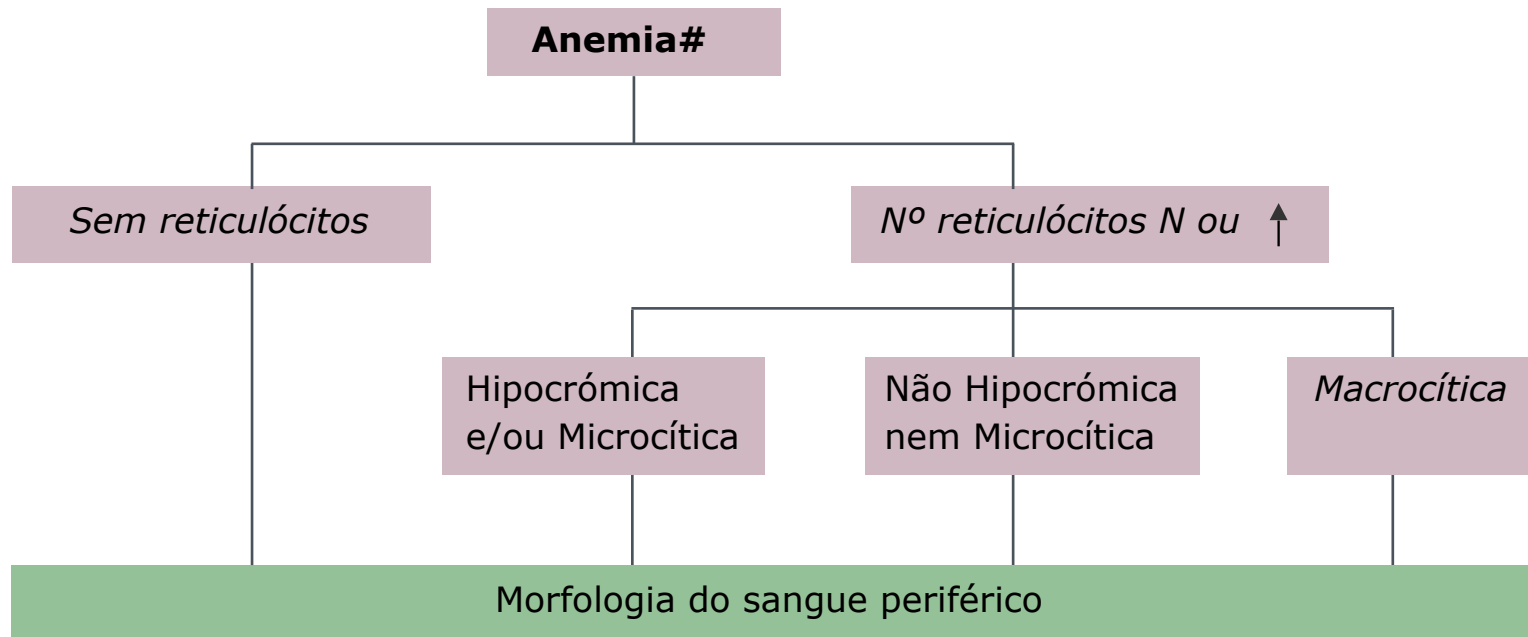 Anemia#
Sem reticulócitos
Nº reticulócitos N ou ↑
Hipocrómica
e/ou Microcítica
Não Hipocrómica
nem Microcítica
Macrocítica
Morfologia do sangue periférico